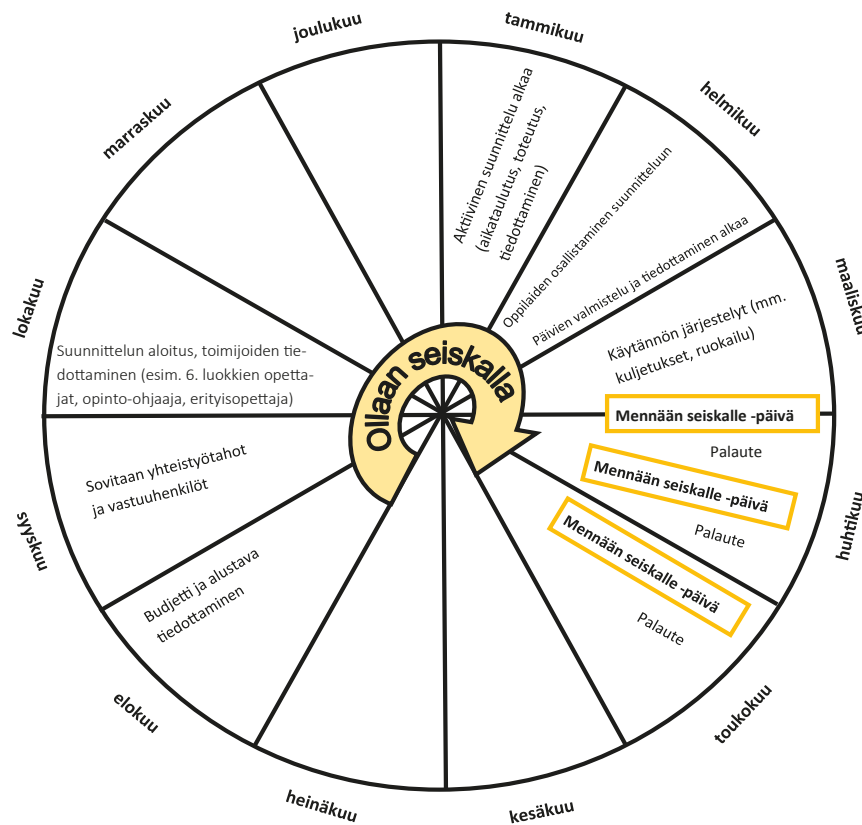 tammikuu
Aktiivinen suunnittelu alkaa
(aikataulutus, toteutus,
tiedottaminen)
helmikuu
Oppilaiden osallistaminen suunnitteluun
Päivien valmistelu ja tiedottaminen alkaa
maaliskuu
Käytännön järjestelyt (mm.
kuljetukset, ruokailu)
Mennään seiskalle -päivä
huhtikuu
Palaute
Mennään seiskalle -päivä
Palaute
Mennään seiskalle -päivä
toukokuu
Palaute
kesäkuu
heinäkuu
elokuu
Budjetti ja alustava
tiedottaminen
syyskuu
Sovitaan yhteistyötahot
ja vastuuhenkilöt
lokakuu
Suunnittelun aloitus, toimijoiden tie-
dottaminen (esim. 6. luokkien opetta-
jat, opinto-ohjaaja, erityisopettaja)
marraskuu
joulukuu
Ollaan seiskalla